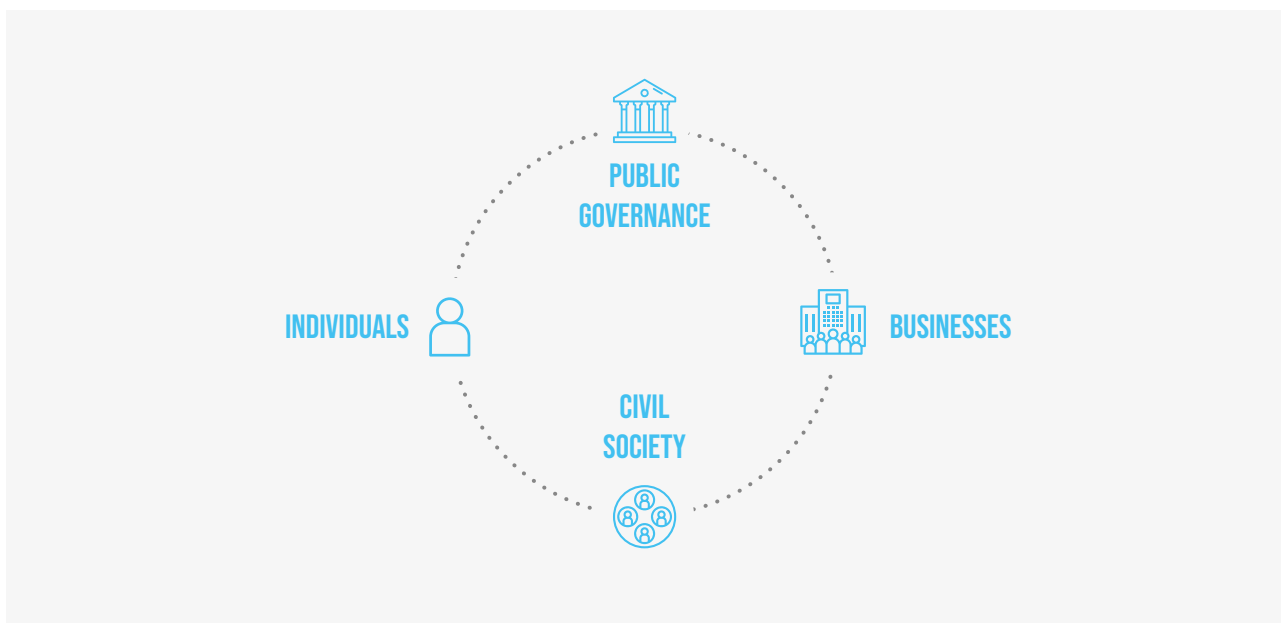 PUBLIC
GOVERNANCE
INDIVIDUALS
BUSINESSES
CIVIL
SOCIETY